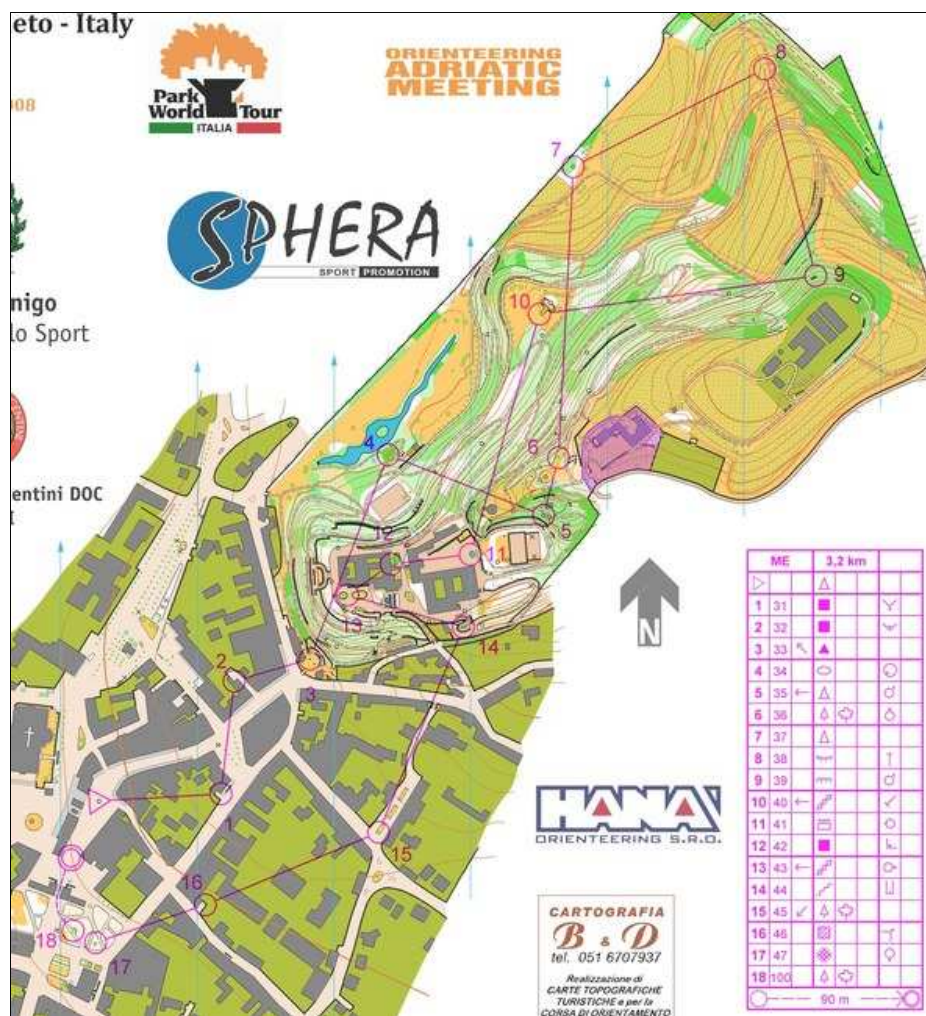 eto - Italy
008
Park
World Tour
ITALIA
ORIENTEERING
ADRIATIC
MEETING
SPHERA
SPORT PROMOTION
nigo
lo Sport
entini DOC
8
7
9
10
4
6
5
12
11
13
14
2
3
1
15
16
18
17
N
ME 3,2 km
1 31
2 32
3 33
4 34
5 35
6 36
7 37
8 38
9 39
10 40
11 41
12 42
13 43
14 44
15 45
16 46
17 47
18 100
90 m
HANA
ORIENTEERING S.R.O.
CARTOGRAFIA
B & D
tel. 051 6707937
Realizzazione di
CARTE TOPOGRAFICHE
TURISTICHE e per la
CORSA DI ORIENTAMENTO